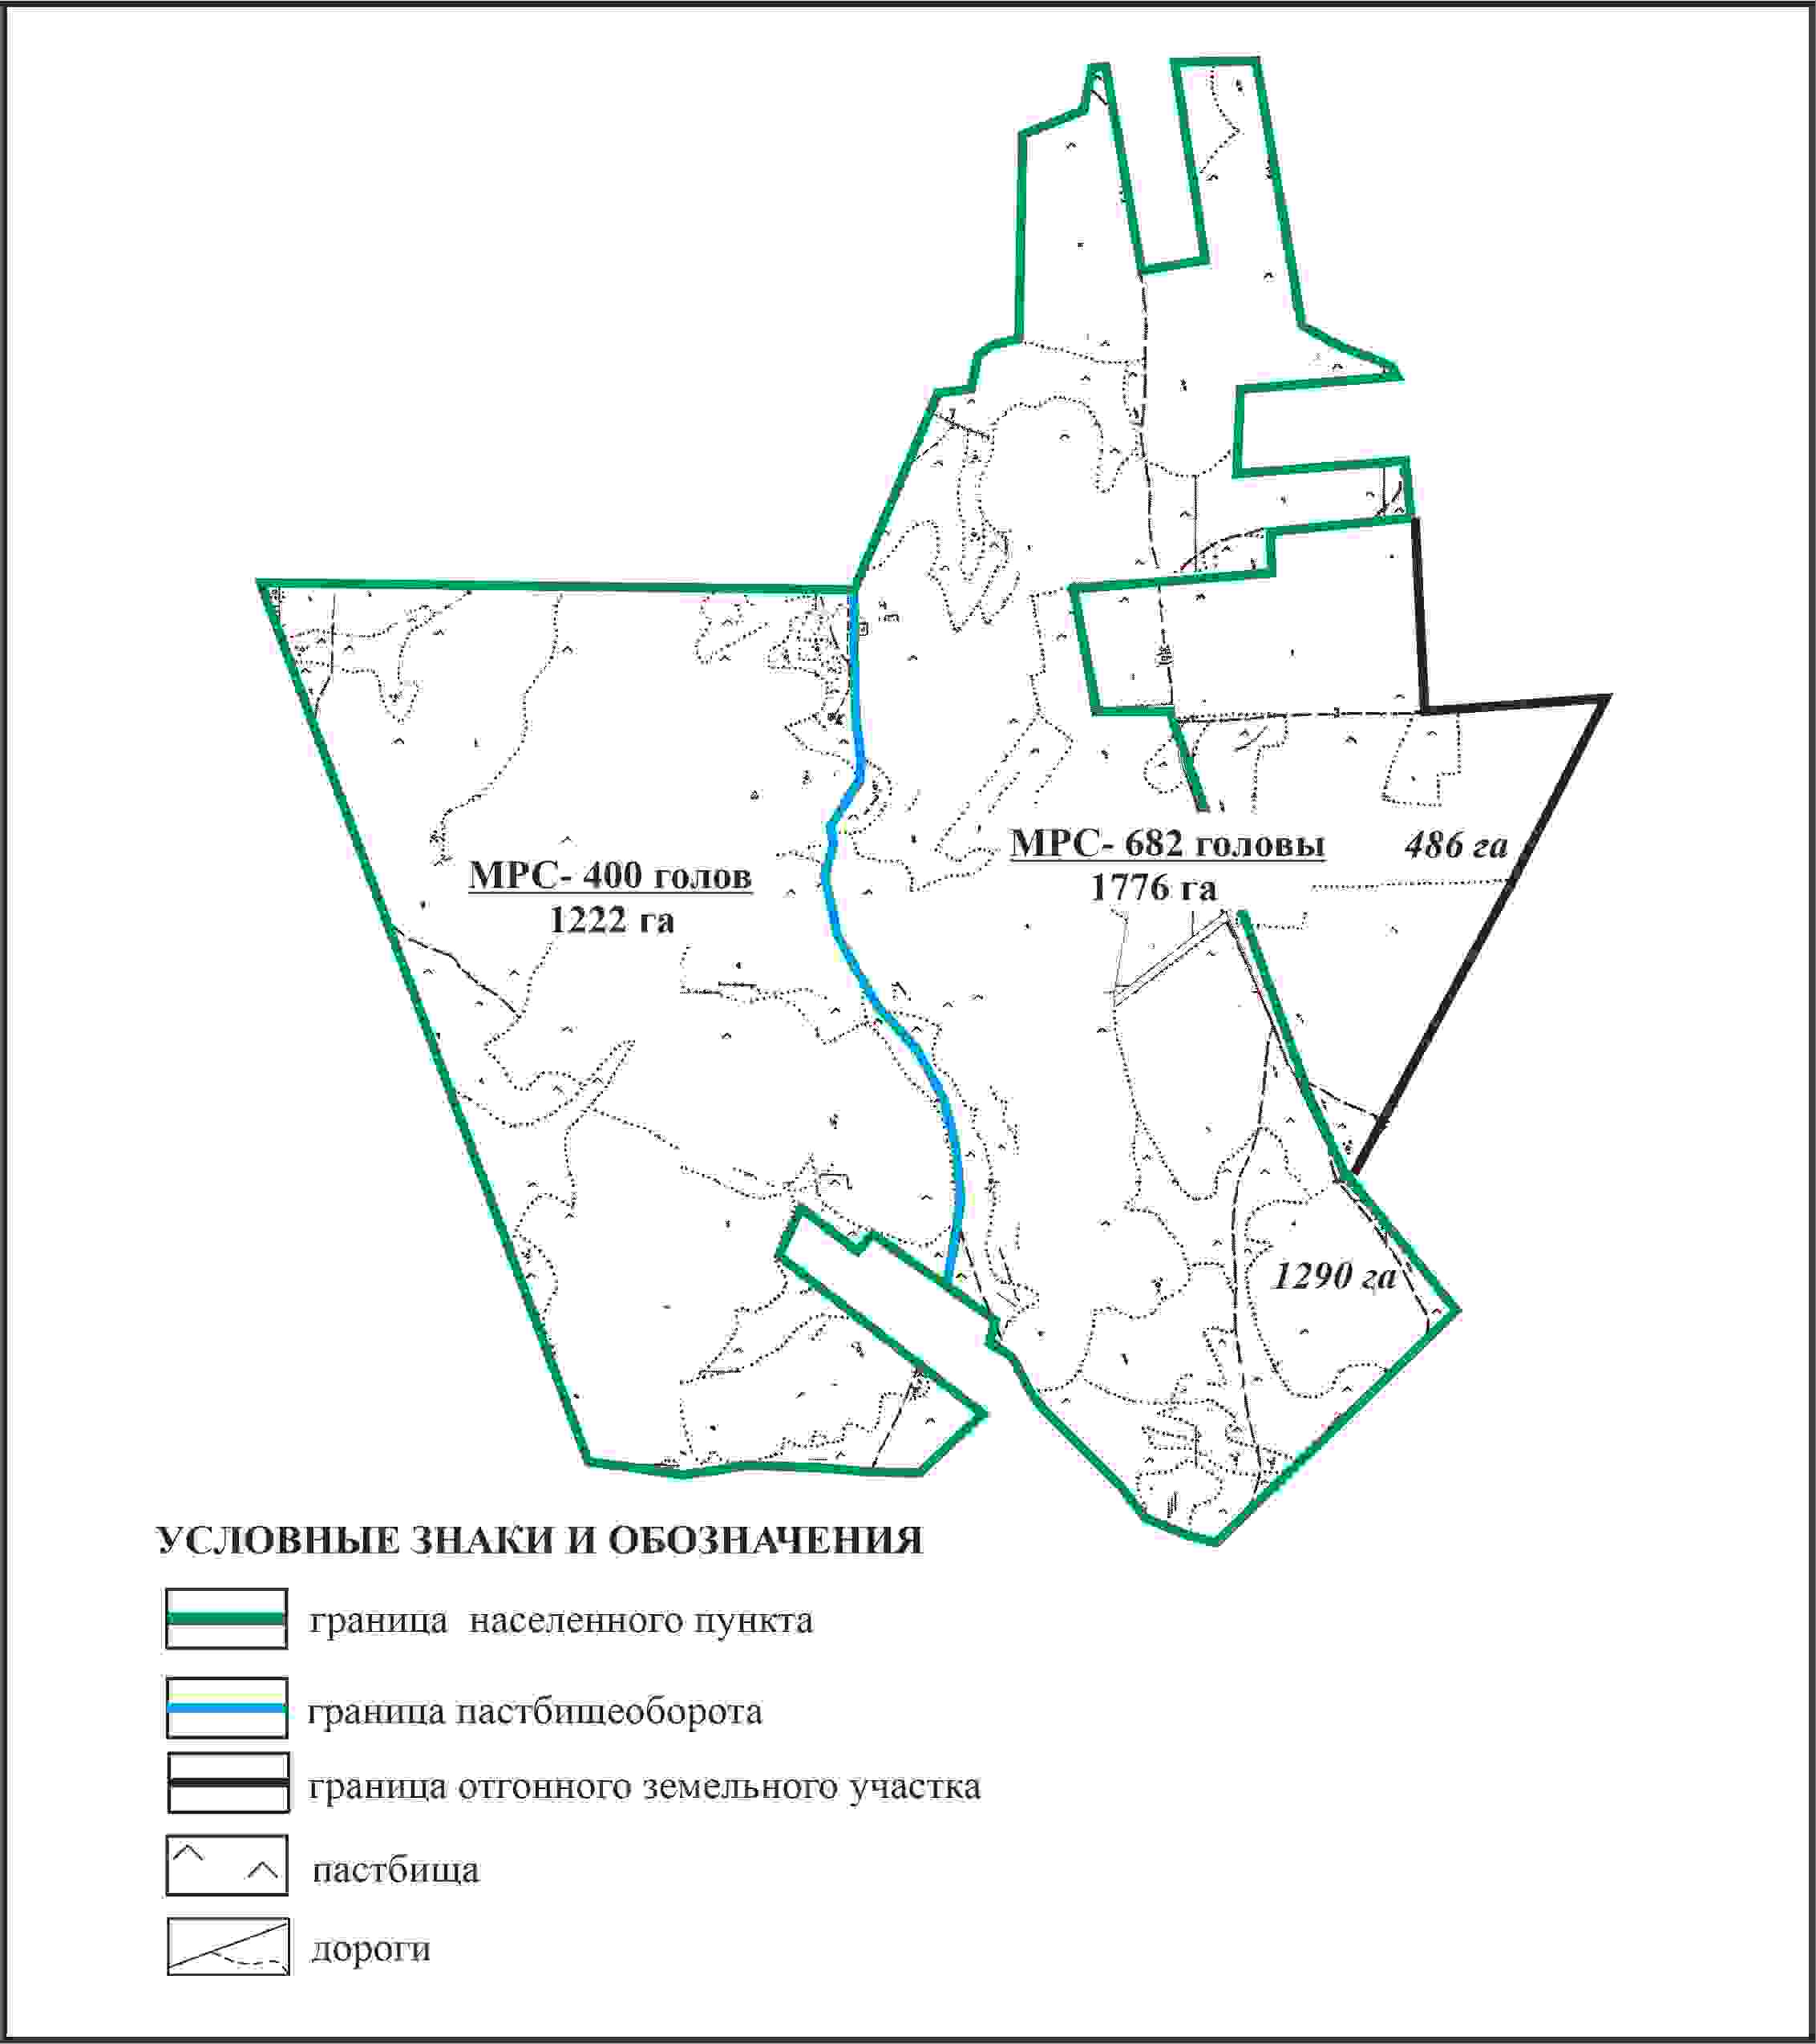 МРС- 682 головы
1776 га
486 га
МРС- 400 голов
1222 га
1290 га
УСЛОВНЫЕ ЗНАКИ И ОБОЗНАЧЕНИЯ
граница населенного пункта
граница пастбищеоборота
граница отгонного земельного участка
пастбища
дороги